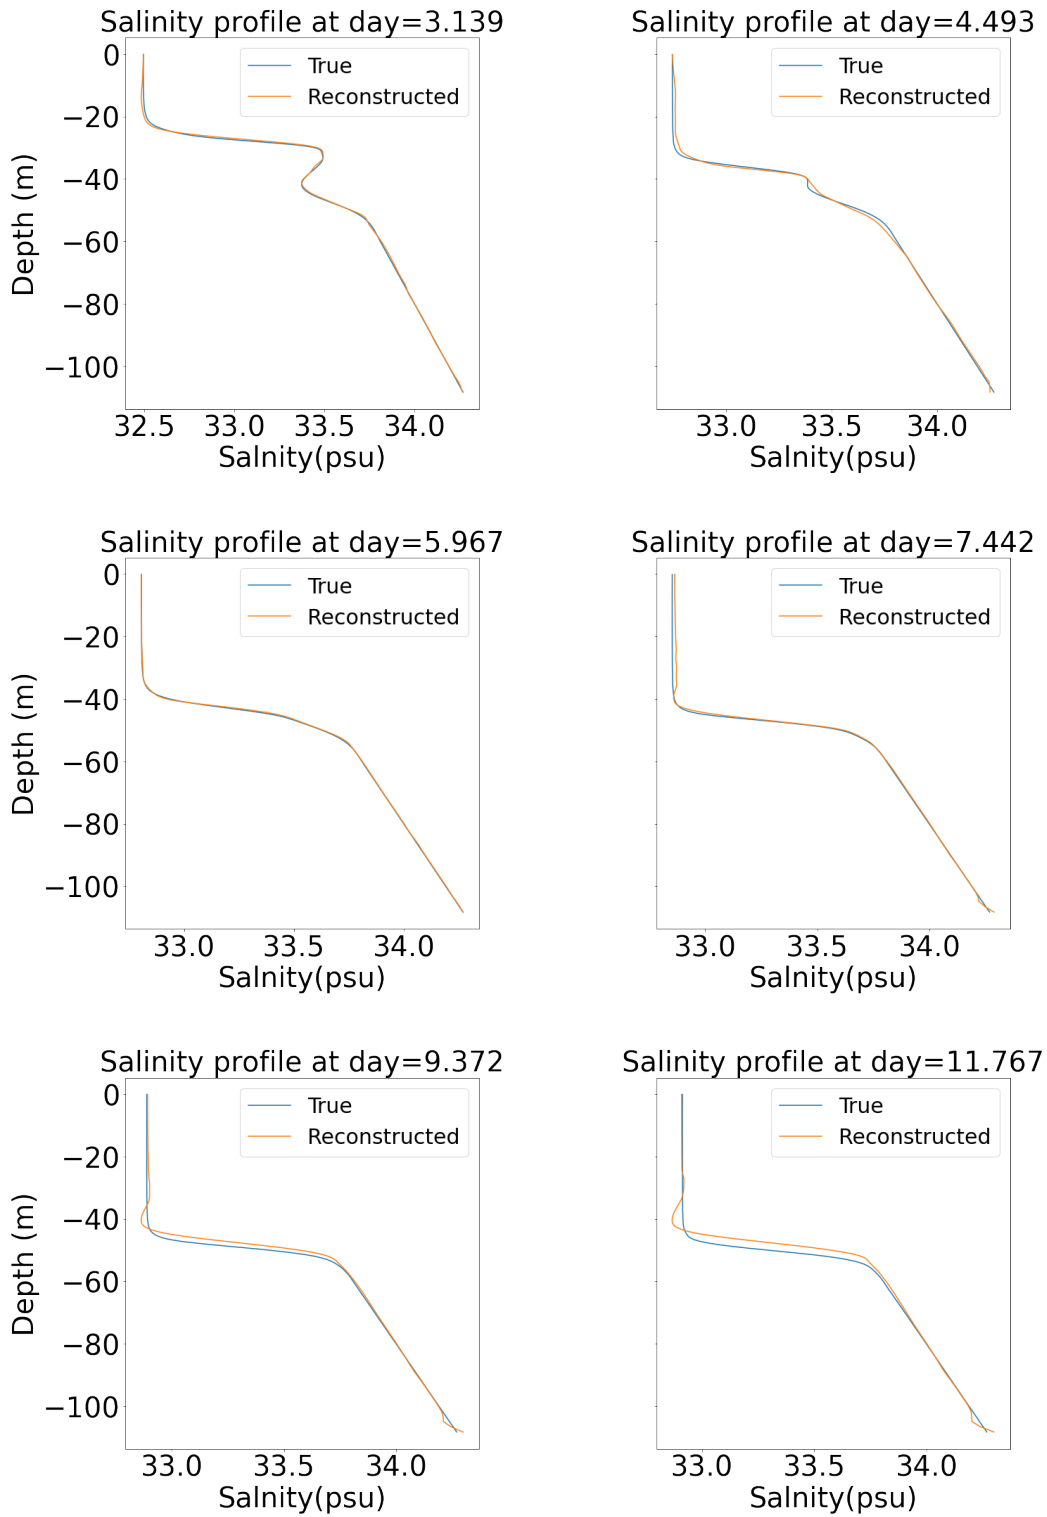 Salinity profile at day=3.139
0
−20
−40
−60
−80
−100
Depth (m)
True
Reconstructed
32.5 33.0 33.5 34.0
Salnity(psu)
Salinity profile at day=4.493
True
Reconstructed
33.0 33.5 34.0
Salnity(psu)
Salinity profile at day=5.967
0
−20
−40
−60
−80
−100
Depth (m)
True
Reconstructed
33.0 33.5 34.0
Salnity(psu)
Salinity profile at day=7.442
True
Reconstructed
33.0 33.5 34.0
Salnity(psu)
Salinity profile at day=9.372
0
−20
−40
−60
−80
−100
Depth (m)
True
Reconstructed
33.0 33.5 34.0
Salnity(psu)
Salinity profile at day=11.767
True
Reconstructed
33.0 33.5 34.0
Salnity(psu)